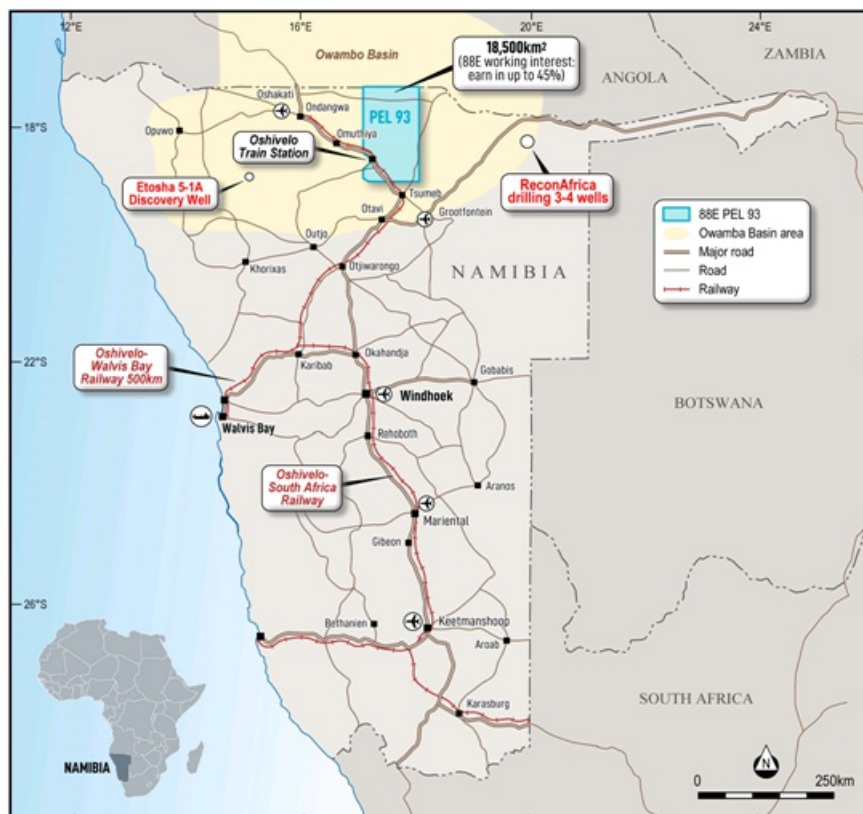 12°E
16°E
20°E
24°E
Owambo Basin
18,500km²
(88E working interest:
earn in up to 45%)
ZAMBIA
ANGOLA
Oshakati
Ondangwa
PEL 93
18°S
Opuwo
Omuthiya
Oshivelo
Train Station
Etosha 5-1A
Discovery Well
Tsumeb
ReconAfrica
drilling 3-4 wells
Otavi
Grootfontein
88E PEL 93
Owamba Basin area
Major road
Road
Railway
Outjo
Khorixas
Otjiwarongo
NAMIBIA
22°S
Oshivelo-
Walvis Bay
Railway 500km
Karibab
Okahandja
Gobabis
Windhoek
BOTSWANA
Walvis Bay
Rehoboth
Oshivelo-
South Africa
Railway
Aranos
Mariental
Gibeon
26°S
Bethanien
Keetmanshoop
Aroab
SOUTH AFRICA
Karasburg
NAMIBIA
N
0
250km